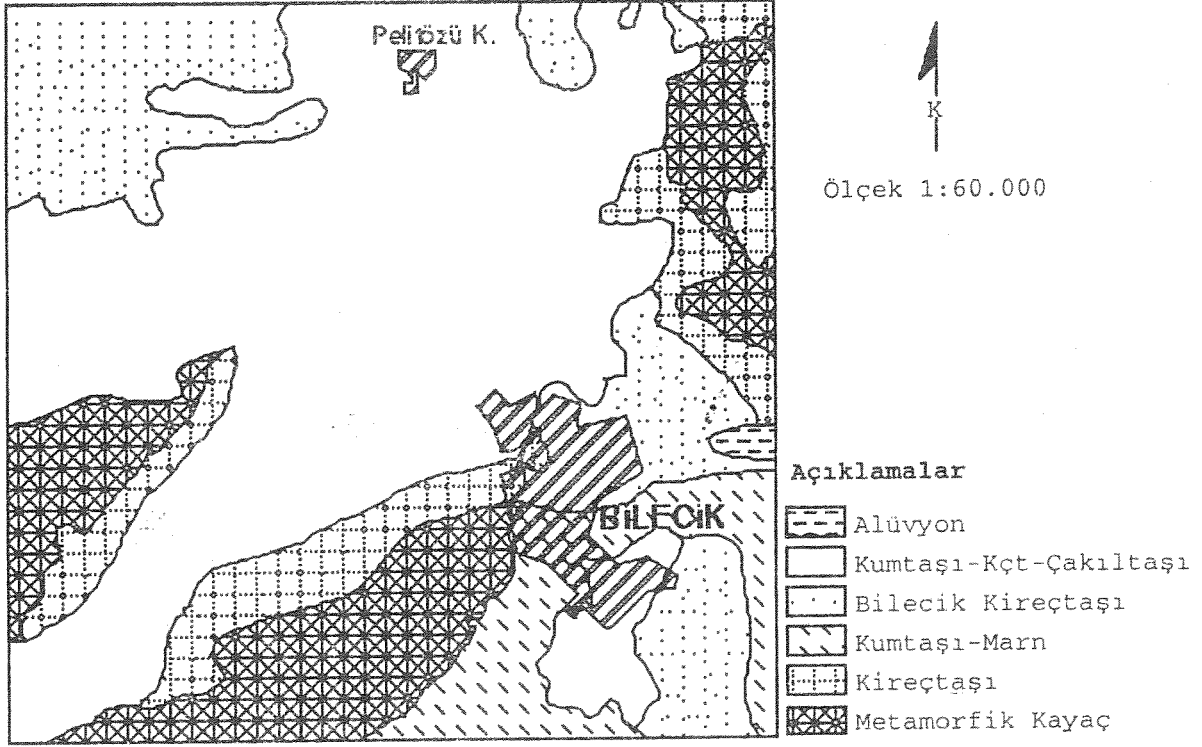 Pelitözü K.
K
Ölçek 1:60.000
BİLECİK
Açıklamalar
Alüvyon
Kumtaşı-Kçt-Çakıltaşı
Bilecik Kireçtaşı
Kumtaşı-Marn
Kireçtaşı
Metamorfik Kayaç